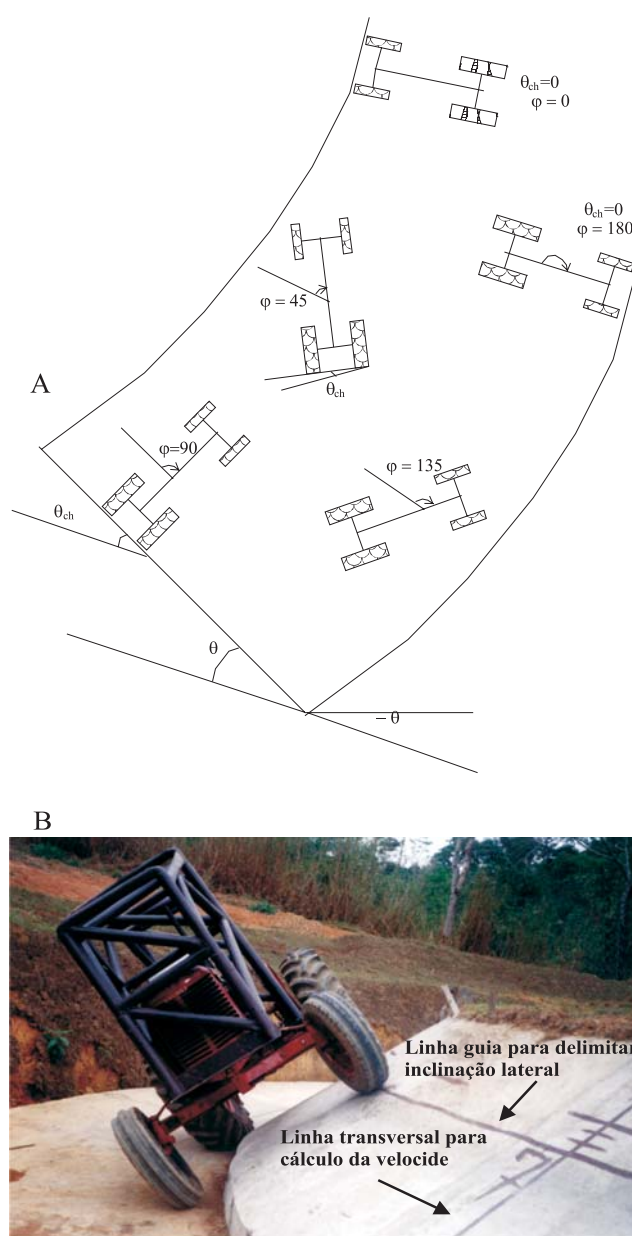 θch=0
φ = 0
θch=0
φ = 180
φ = 45
θch
A
φ=90
φ = 135
θch
θ
– θ
B
Linha guia para delimitar
inclinação lateral
Linha transversal para
cálculo da velocide